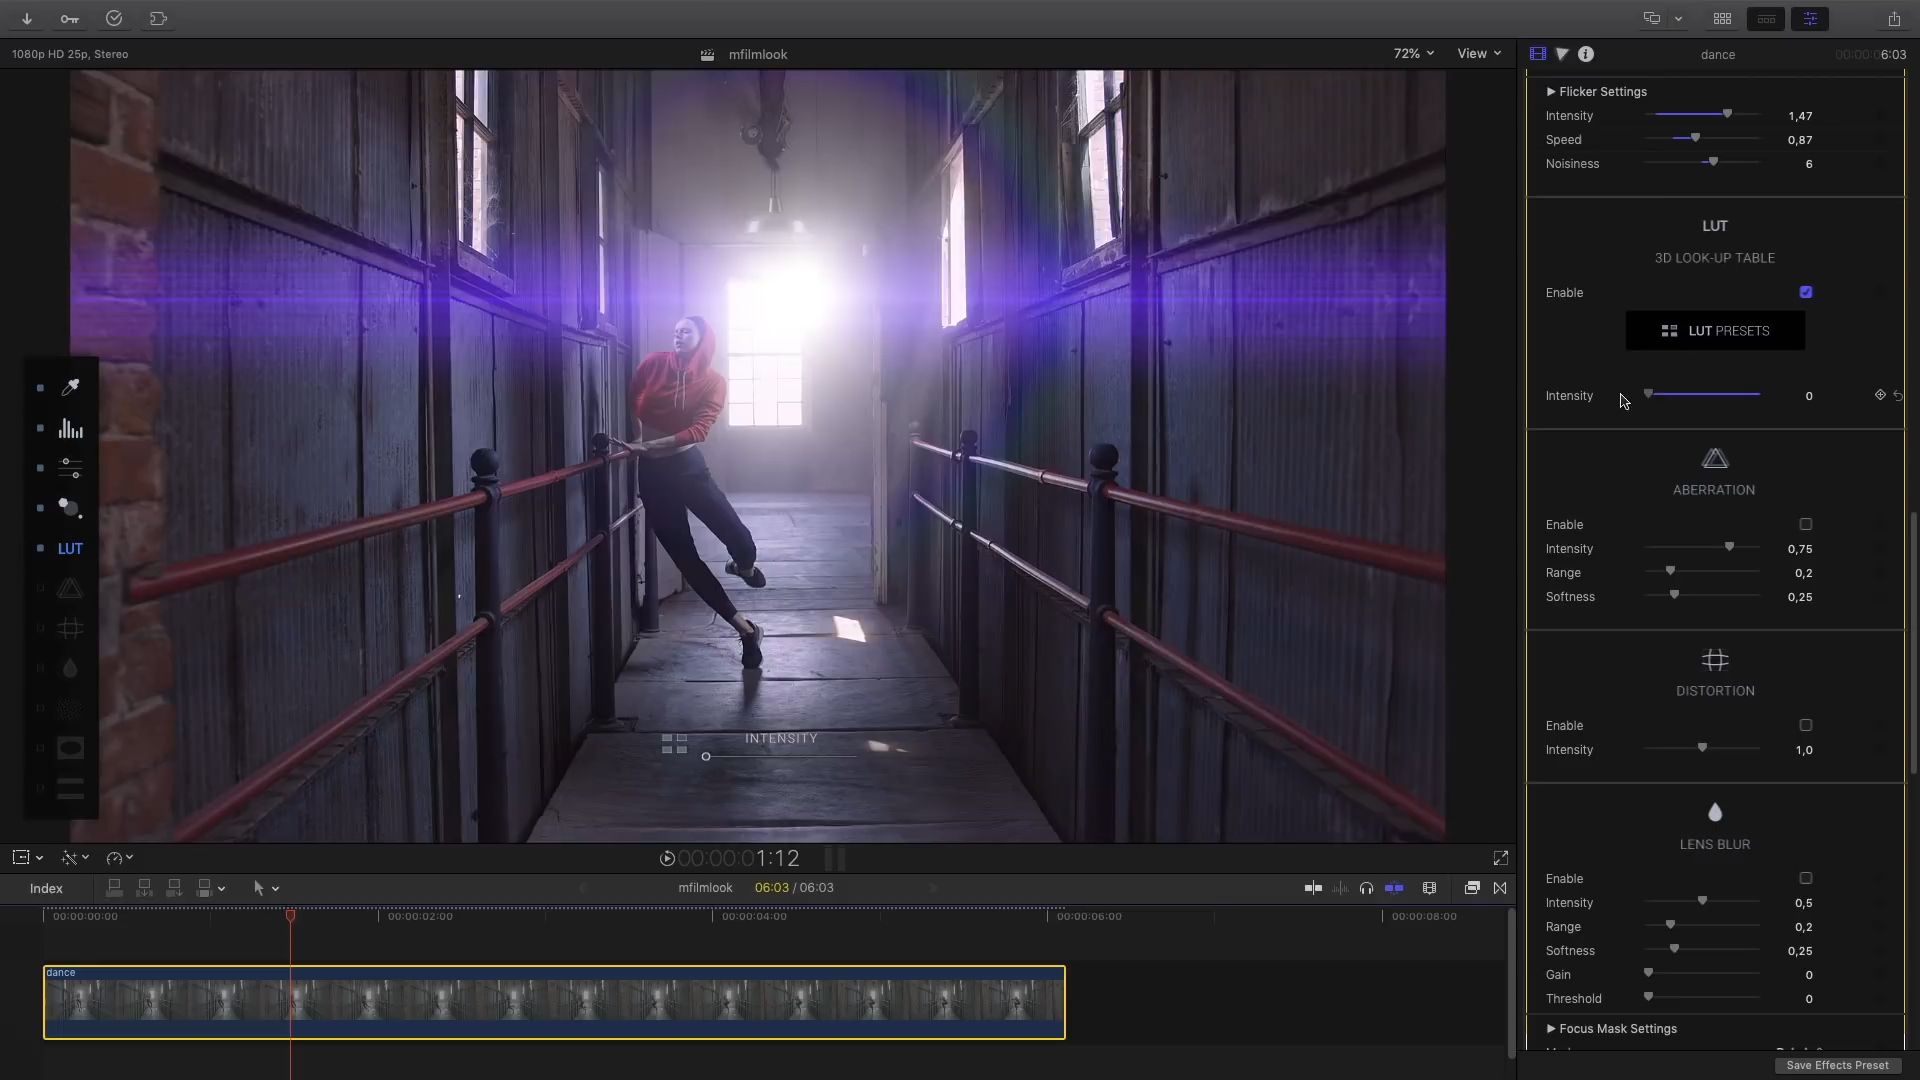 1080p HD 25p, Stereo
mfilmlook
72%
View
dance
00:00:00:06:03
Flicker Settings
Intensity 1,47
Speed 0,87
Noisiness 6
LUT
3D LOOK-UP TABLE
Enable
LUT PRESETS
Intensity 0
ABERRATION
Enable
Intensity 0,75
Range 0,2
Softness 0,25
DISTORTION
Enable
Intensity 1,0
LENS BLUR
Enable
Intensity 0,5
Range 0,2
Softness 0,25
Gain 0
Threshold 0
Focus Mask Settings
Save Effects Preset
LUT
INTENSITY
00:00:01:12
Index
mfilmlook
06:03 / 06:03
00:00:00:00
00:00:02:00
00:00:04:00
00:00:06:00
00:00:08:00
dance